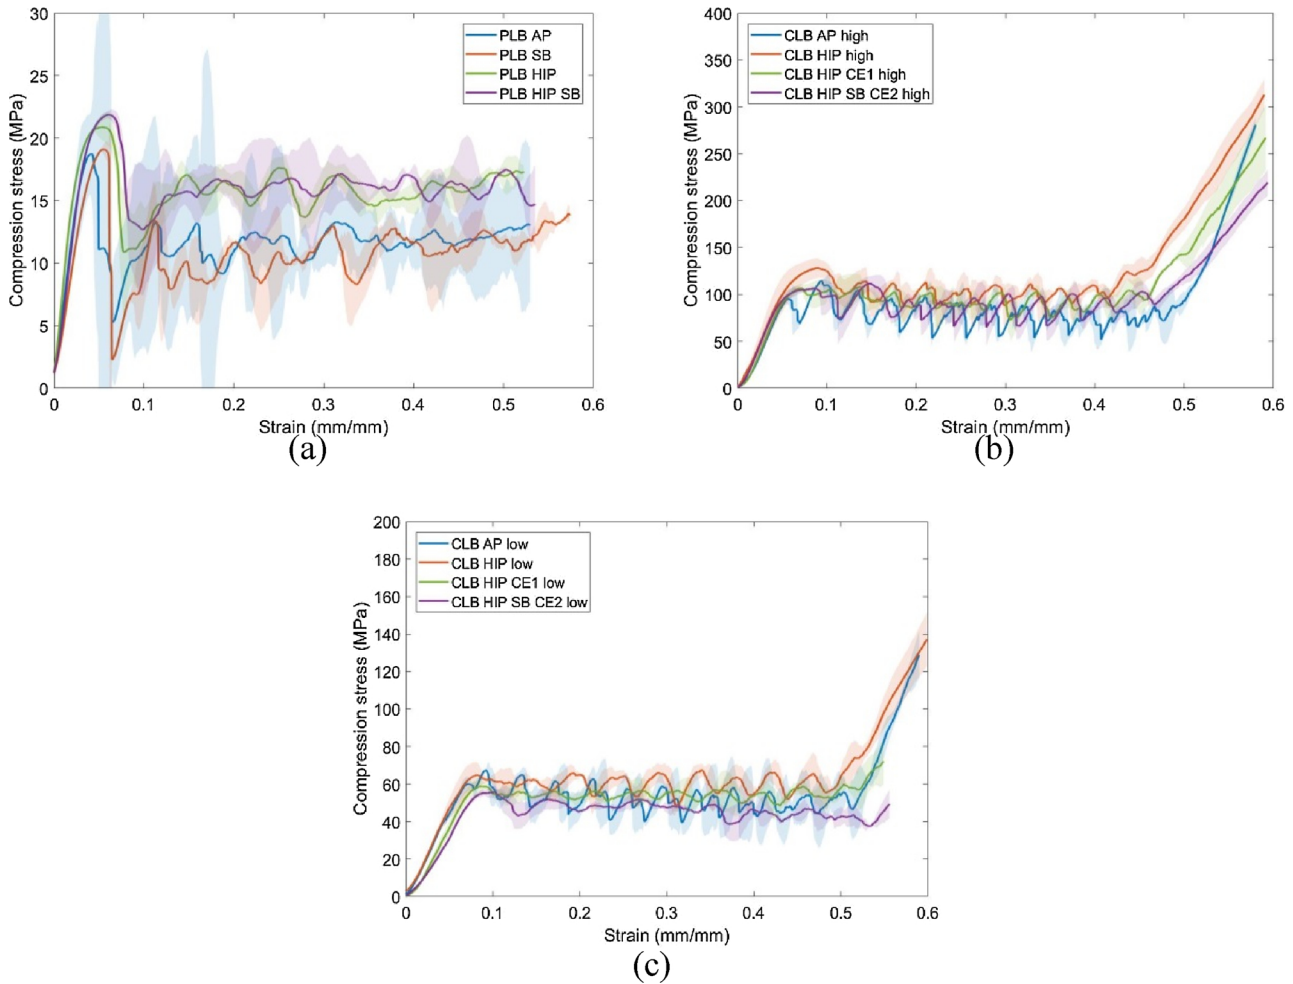 30
25
20
15
10
5
0
Compression stress (MPa)
PLB AP
PLB SB
PLB HIP
PLB HIP SB
0 0.1 0.2 0.3 0.4 0.5 0.6
Strain (mm/mm)
(a)
400
350
300
250
200
150
100
50
0
Compression stress (MPa)
CLB AP high
CLB HIP high
CLB HIP CE1 high
CLB HIP SB CE2 high
0 0.1 0.2 0.3 0.4 0.5 0.6
Strain (mm/mm)
(b)
200
180
160
140
120
100
80
60
40
20
0
Compression stress (MPa)
CLB AP low
CLB HIP low
CLB HIP CE1 low
CLB HIP SB CE2 low
0 0.1 0.2 0.3 0.4 0.5 0.6
Strain (mm/mm)
(c)